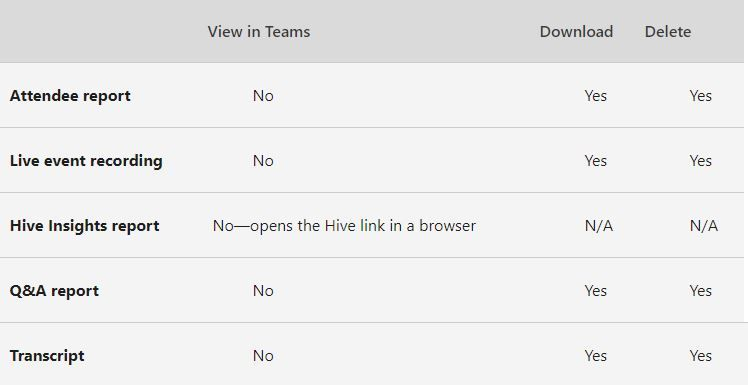 View in Teams Download Delete
Attendee report No Yes Yes
Live event recording No Yes Yes
Hive Insights report No—opens the Hive link in a browser N/A N/A
Q&A report No Yes Yes
Transcript No Yes Yes